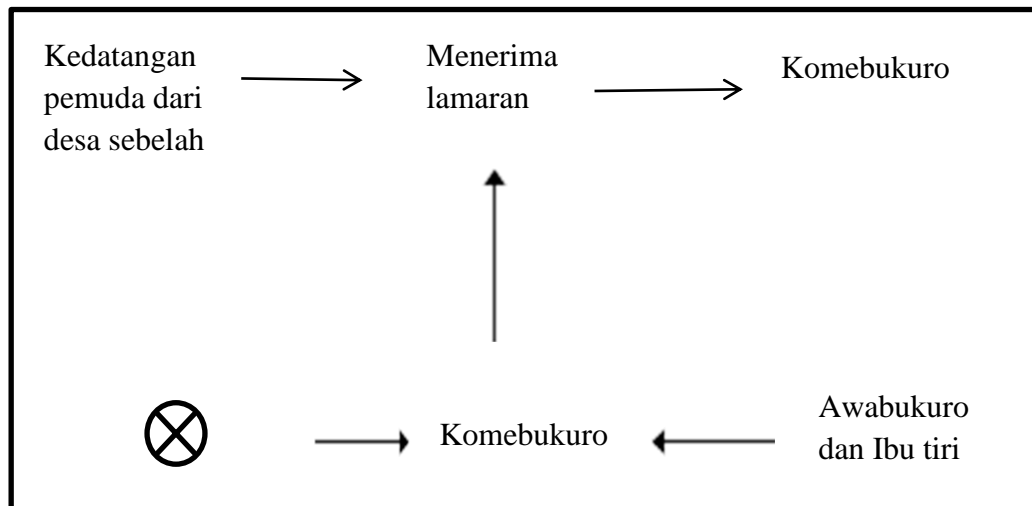 Kedatangan
pemuda dari
desa sebelah
Menerima
lamaran
Komebukuro
Komebukuro
Awabukuro
dan Ibu tiri